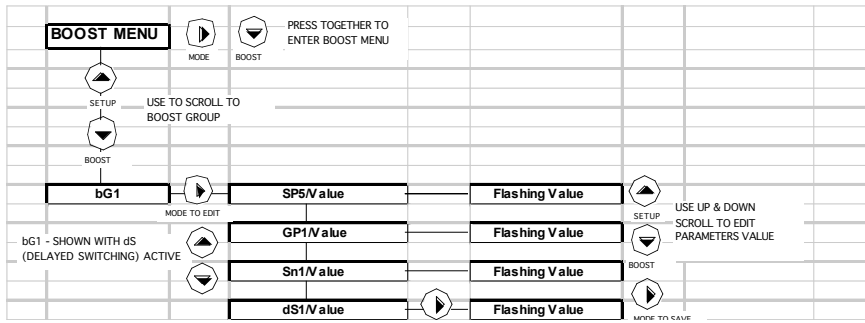 BOOST MENU
PRESS TOGETHER TO
ENTER BOOST MENU
MODE
BOOST
SETUP
USE TO SCROLL TO
BOOST GROUP
BOOST
bG1
MODE TO EDIT
SP5/Value
Flashing Value
SETUP
USE UP & DOWN
SCROLL TO EDIT
PARAMETERS VALUE
bG1 - SHOWN WITH dS
(DELAYED SWITCHING) ACTIVE
GP1/Value
Flashing Value
BOOST
Sn1/Value
Flashing Value
dS1/Value
Flashing Value
MODE TO SAVE